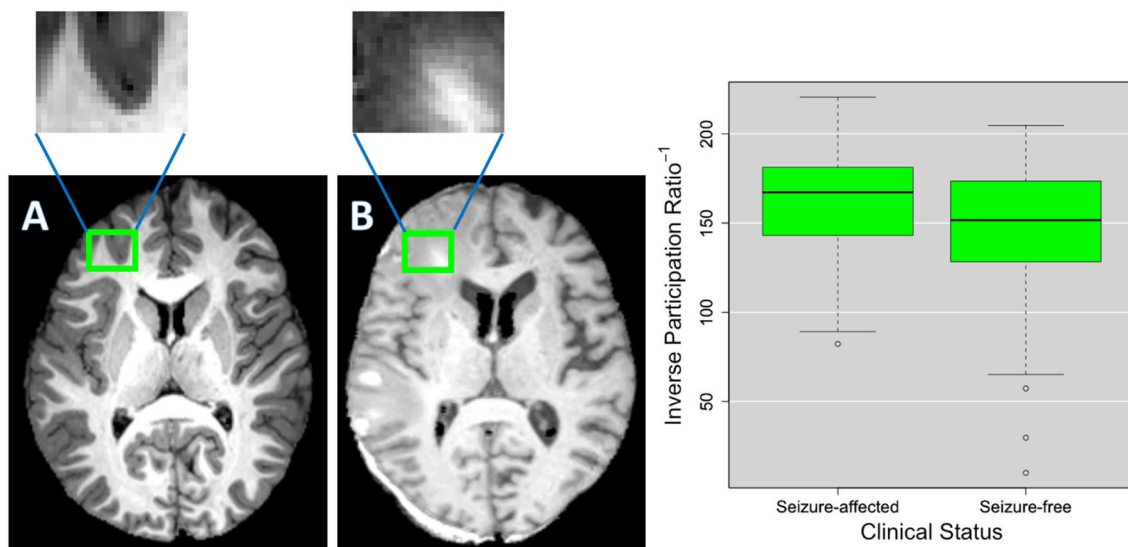 A
B
Inverse Participation Ratio⁻¹
200
150
100
50
Seizure-affected
Seizure-free
Clinical Status